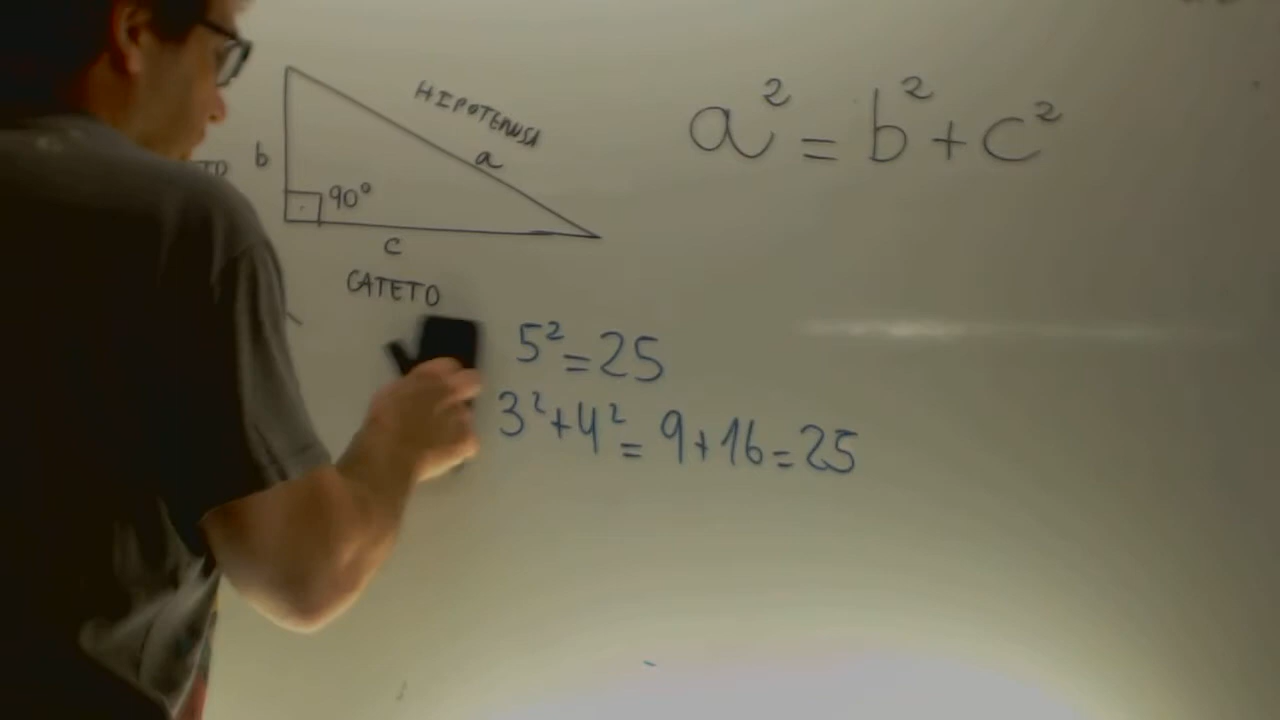 HIPOTENUSA
a
b
90°
c
CATETO
a² = b² + c²
5² = 25
3² + 4² = 9 + 16 = 25